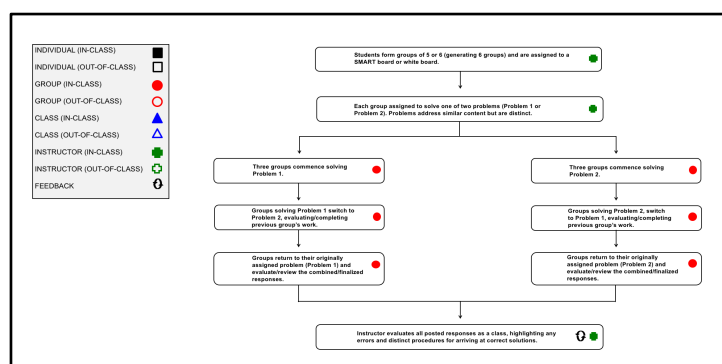 INDIVIDUAL (IN-CLASS)
INDIVIDUAL (OUT-OF-CLASS)
GROUP (IN-CLASS)
GROUP (OUT-OF-CLASS)
CLASS (IN-CLASS)
CLASS (OUT-OF-CLASS)
INSTRUCTOR (IN-CLASS)
INSTRUCTOR (OUT-OF-CLASS)
FEEDBACK
Students form groups of 5 or 6 (generating 6 groups) and are assigned to a
SMART board or white board.
Each group assigned to solve one of two problems (Problem 1 or
Problem 2). Problems address similar content but are distinct.
Three groups commence solving
Problem 1.
Three groups commence solving
Problem 2.
Groups solving Problem 1 switch to
Problem 2, evaluating/completing
previous group's work.
Groups solving Problem 2, switch
to Problem 1, evaluating/completing
previous group's work.
Groups return to their originally
assigned problem (Problem 1) and
evaluate/review the combined/finalized
responses.
Groups return to their originally
assigned problem (Problem 2) and
evaluate/review the combined/finalized
responses.
Instructor evaluates all posted responses as a class, highlighting any
errors and distinct procedures for arriving at correct solutions.